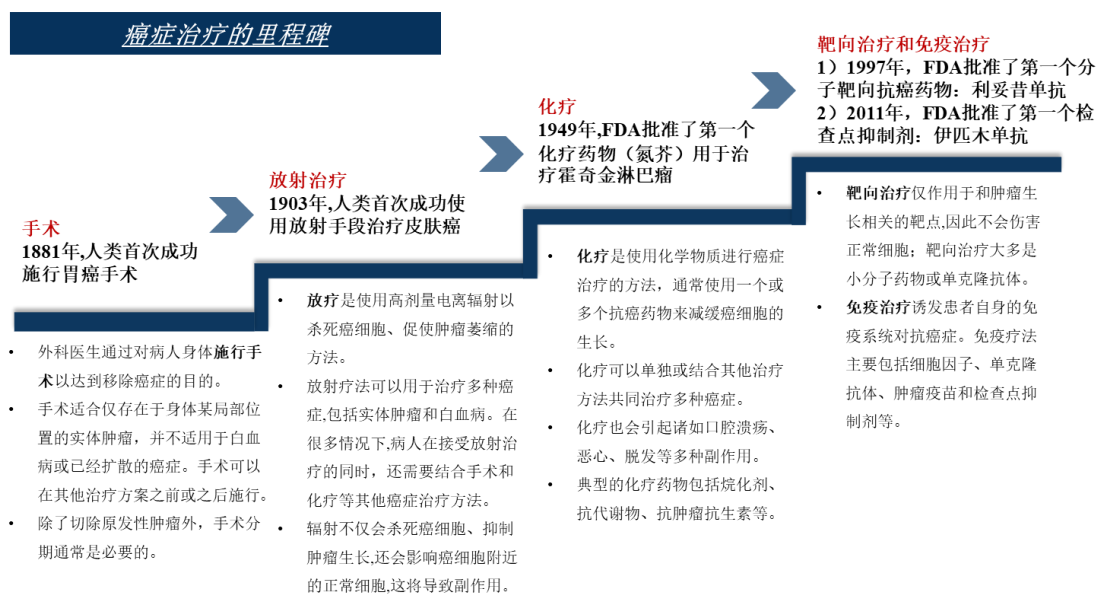 癌症治疗的里程碑
手术
1881年,人类首次成功
施行胃癌手术
• 外科医生通过对病人身体施行手
术以达到移除癌症的目的。
• 手术适合仅存在于身体某局部位
置的实体肿瘤，并不适用于白血
病或已经扩散的癌症。手术可以
在其他治疗方案之前或之后施行。
• 除了切除原发性肿瘤外，手术分
期通常是必要的。
放射治疗
1903年,人类首次成功使
用放射手段治疗皮肤癌
• 放疗是使用高剂量电离辐射以
杀死癌细胞、促使肿瘤萎缩的
方法。
• 放射疗法可以用于治疗多种癌
症,包括实体肿瘤和白血病。在
很多情况下,病人在接受放射治
疗的同时，还需要结合手术和
化疗等其他癌症治疗方法。
• 辐射不仅会杀死癌细胞、抑制
肿瘤生长,还会影响癌细胞附近
的正常细胞,这将导致副作用。
化疗
1949年,FDA批准了第一个
化疗药物（氮芥）用于治
疗霍奇金淋巴瘤
• 化疗是使用化学物质进行癌症
治疗的方法，通常使用一个或
多个抗癌药物来减缓癌细胞的
生长。
• 化疗可以单独或结合其他治疗
方法共同治疗多种癌症。
• 化疗也会引起诸如口腔溃疡、
恶心、脱发等多种副作用。
• 典型的化疗药物包括烷化剂、
抗代谢物、抗肿瘤抗生素等。
靶向治疗和免疫治疗
1）1997年，FDA批准了第一个分
子靶向抗癌药物：利妥昔单抗
2）2011年，FDA批准了第一个检
查点抑制剂：伊匹木单抗
• 靶向治疗仅作用于和肿瘤生
长相关的靶点,因此不会伤害
正常细胞；靶向治疗大多是
小分子药物或单克隆抗体。
• 免疫治疗诱发患者自身的免
疫系统对抗癌症。免疫疗法
主要包括细胞因子、单克隆
抗体、肿瘤疫苗和检查点抑
制剂等。